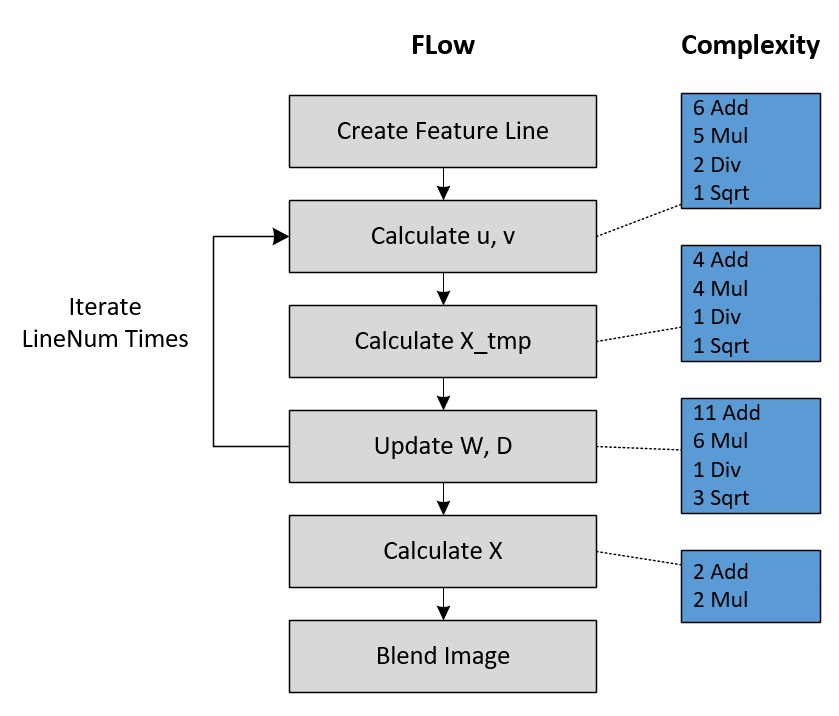 FLow
Complexity
Create Feature Line
6 Add
5 Mul
2 Div
1 Sqrt
Calculate u, v
4 Add
4 Mul
1 Div
1 Sqrt
Iterate
LineNum Times
Calculate X_tmp
11 Add
6 Mul
1 Div
3 Sqrt
Update W, D
Calculate X
2 Add
2 Mul
Blend Image